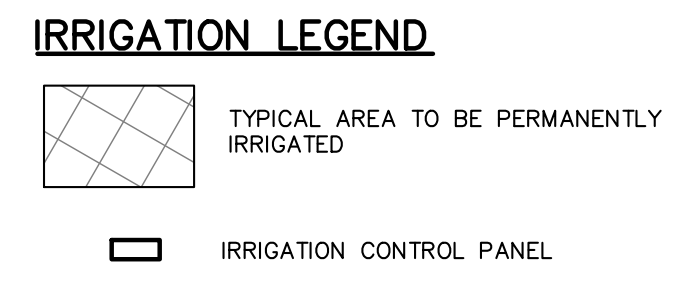 IRRIGATION LEGEND
TYPICAL AREA TO BE PERMANENTLY
IRRIGATED
IRRIGATION CONTROL PANEL